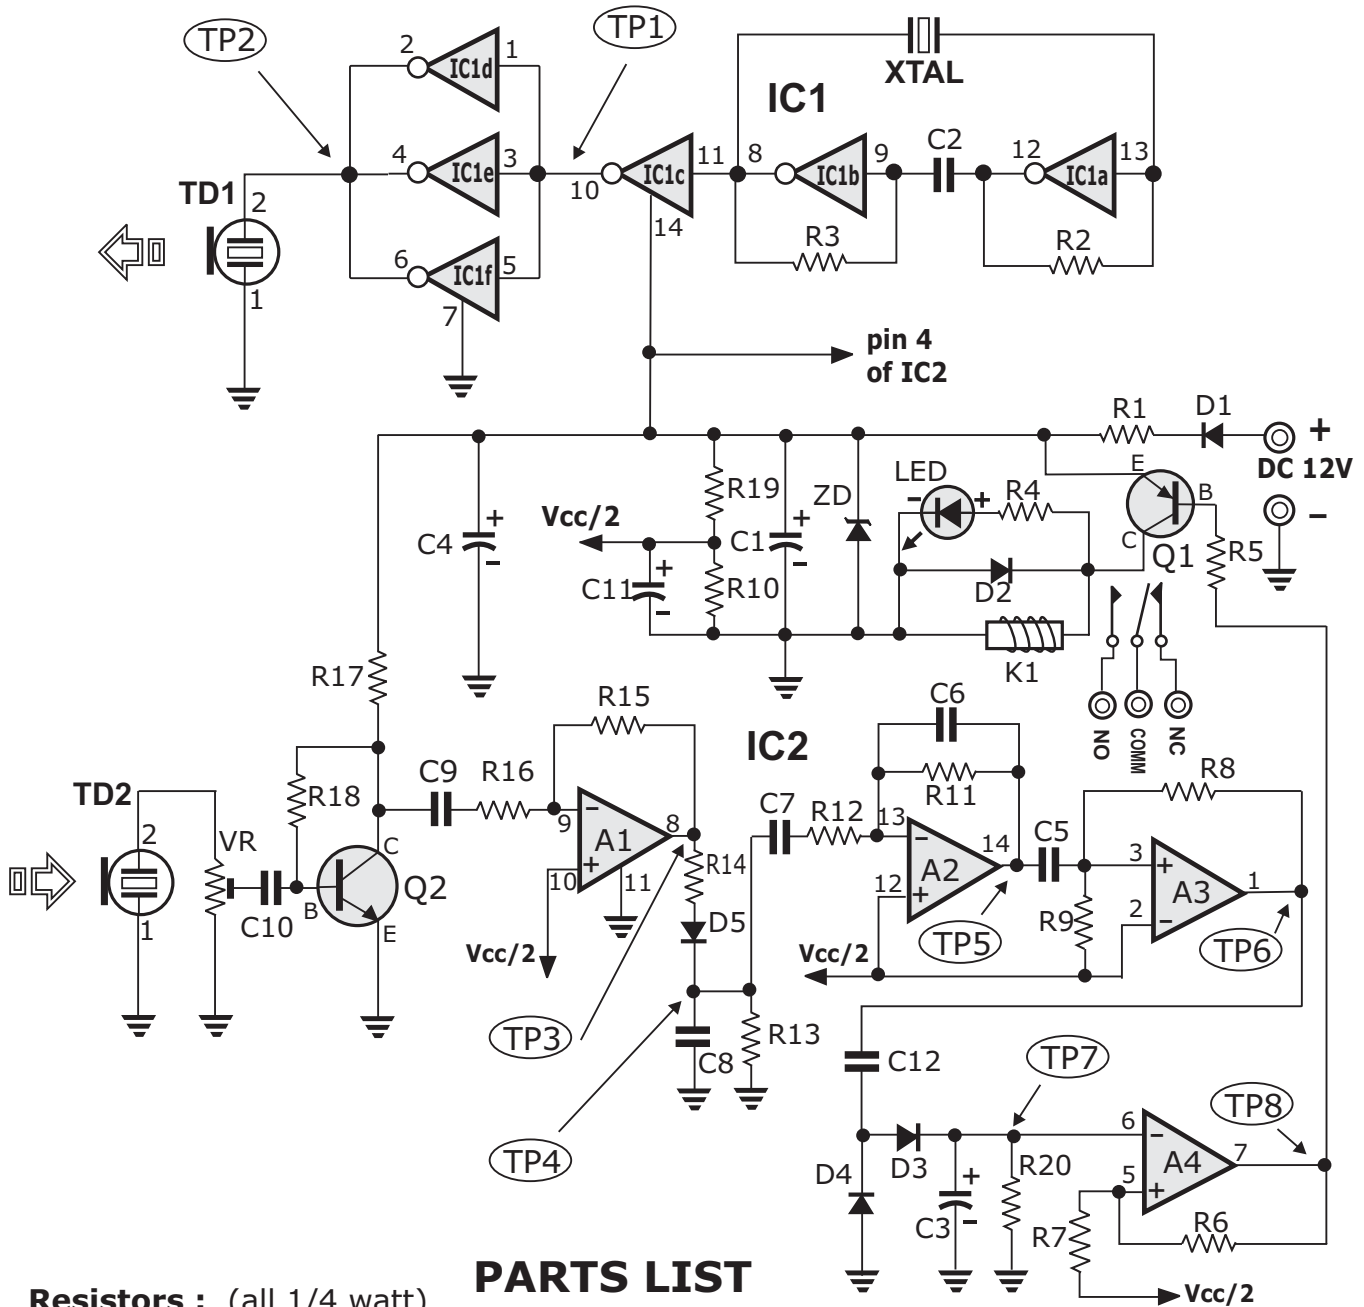 TP2
TP1
XTAL
IC1
2
1
IC1d
4
3
IC1e
6
5
IC1f
7
10
IC1c
11
14
8
IC1b
9
C2
12
IC1a
13
R3
R2
TD1
2
1
pin 4
of IC2
R1
D1
+
DC 12V
–
E
B
C
Q1
R5
LED
-
+
R4
D2
K1
ZD
R19
Vcc/2
C1
+
-
C4
+
-
C11
+
-
R10
NO
COMM
NC
R17
R15
IC2
C6
R11
R8
TD2
2
1
VR
R18
C9
R16
C10
B
C
E
Q2
9
−
A1
8
10
+
11
Vcc/2
R14
D5
C7
R12
13
−
A2
14
12
+
C5
3
+
A3
1
2
−
R9
TP5
TP6
Vcc/2
TP3
C8
R13
TP4
C12
TP7
TP8
D4
D3
C3
+
-
R20
6
−
A4
7
5
+
R7
R6
Vcc/2
PARTS LIST
Resistors : (all 1/4 watt)